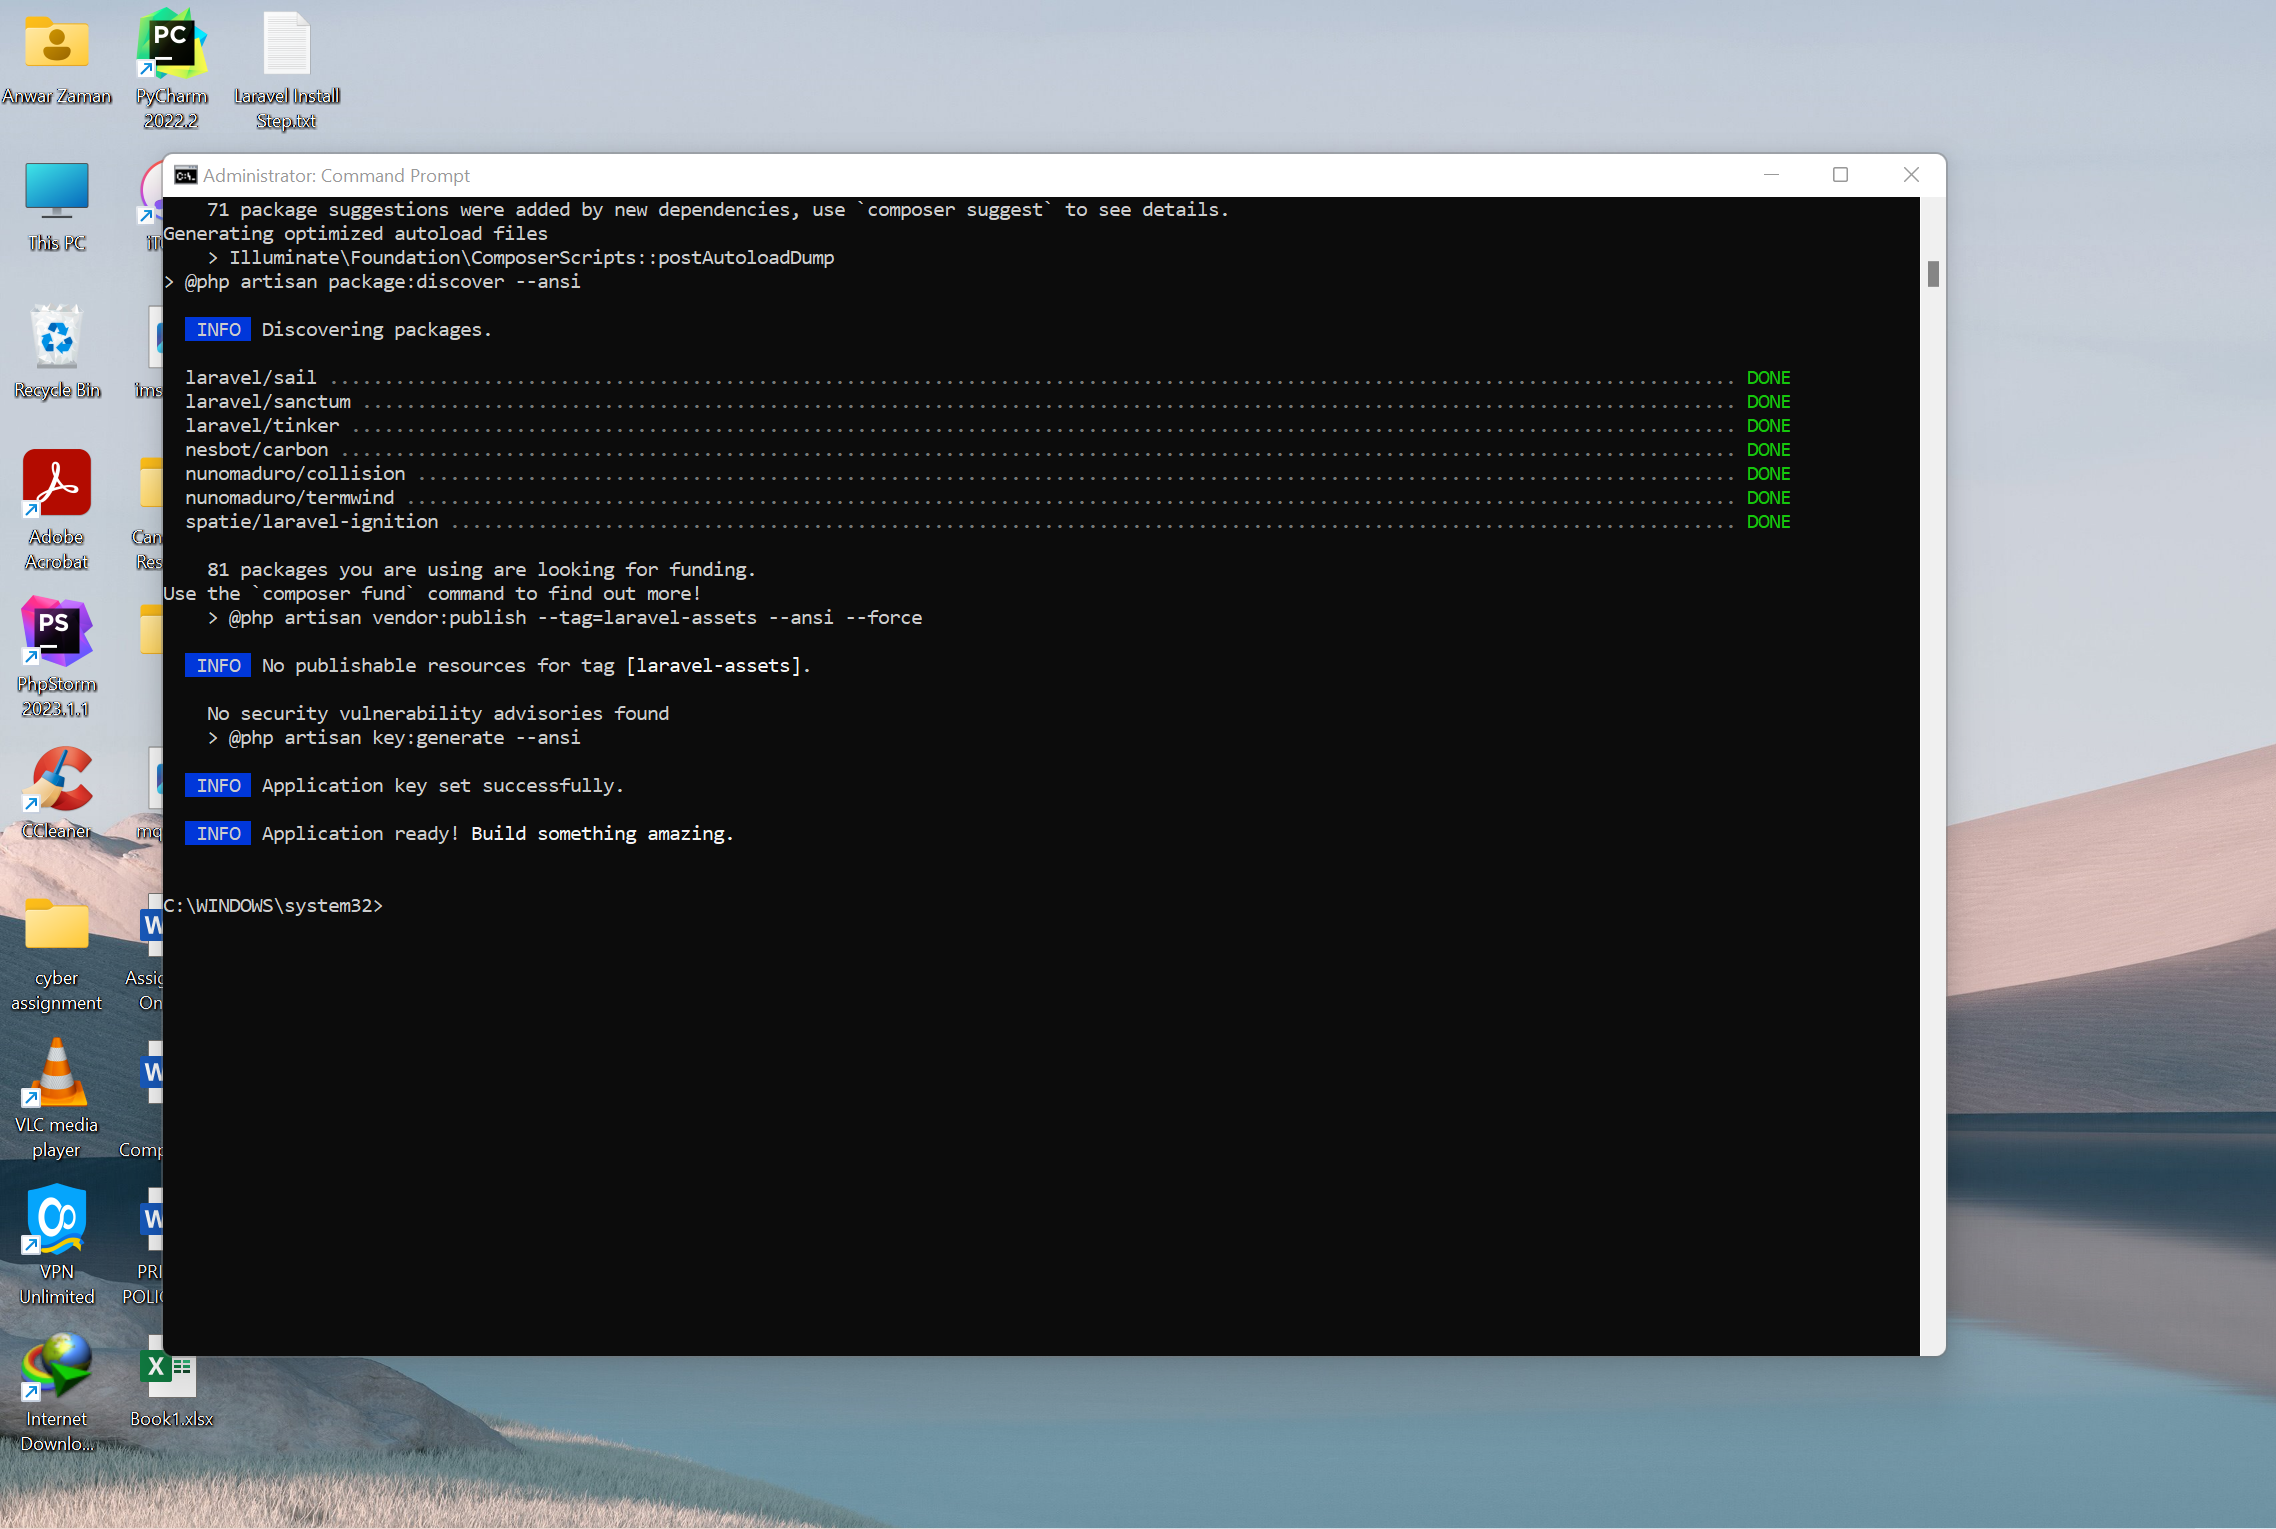 Anwar Zaman
PC
PyCharm
2022.2
Laravel Install
Step.txt
This PC
Recycle Bin
Adobe
Acrobat
PS
PhpStorm
2023.1.1
CCleaner
cyber
assignment
VLC media
player
VPN
Unlimited
Internet
Downlo...
iT
ims
Can
Res
mq
W
Assig
On
W
Comp
W
PRI
POLIC
X
Book1.xlsx
C:\. Administrator: Command Prompt
71 package suggestions were added by new dependencies, use `composer suggest` to see details.
Generating optimized autoload files
> Illuminate\Foundation\ComposerScripts::postAutoloadDump
> @php artisan package:discover --ansi
INFO Discovering packages.
laravel/sail ................................................................................................................................ DONE
laravel/sanctum ............................................................................................................................. DONE
laravel/tinker .............................................................................................................................. DONE
nesbot/carbon ............................................................................................................................... DONE
nunomaduro/collision ........................................................................................................................ DONE
nunomaduro/termwind ......................................................................................................................... DONE
spatie/laravel-ignition ..................................................................................................................... DONE
81 packages you are using are looking for funding.
Use the `composer fund` command to find out more!
> @php artisan vendor:publish --tag=laravel-assets --ansi --force
INFO No publishable resources for tag [laravel-assets].
No security vulnerability advisories found
> @php artisan key:generate --ansi
INFO Application key set successfully.
INFO Application ready! Build something amazing.
C:\WINDOWS\system32>